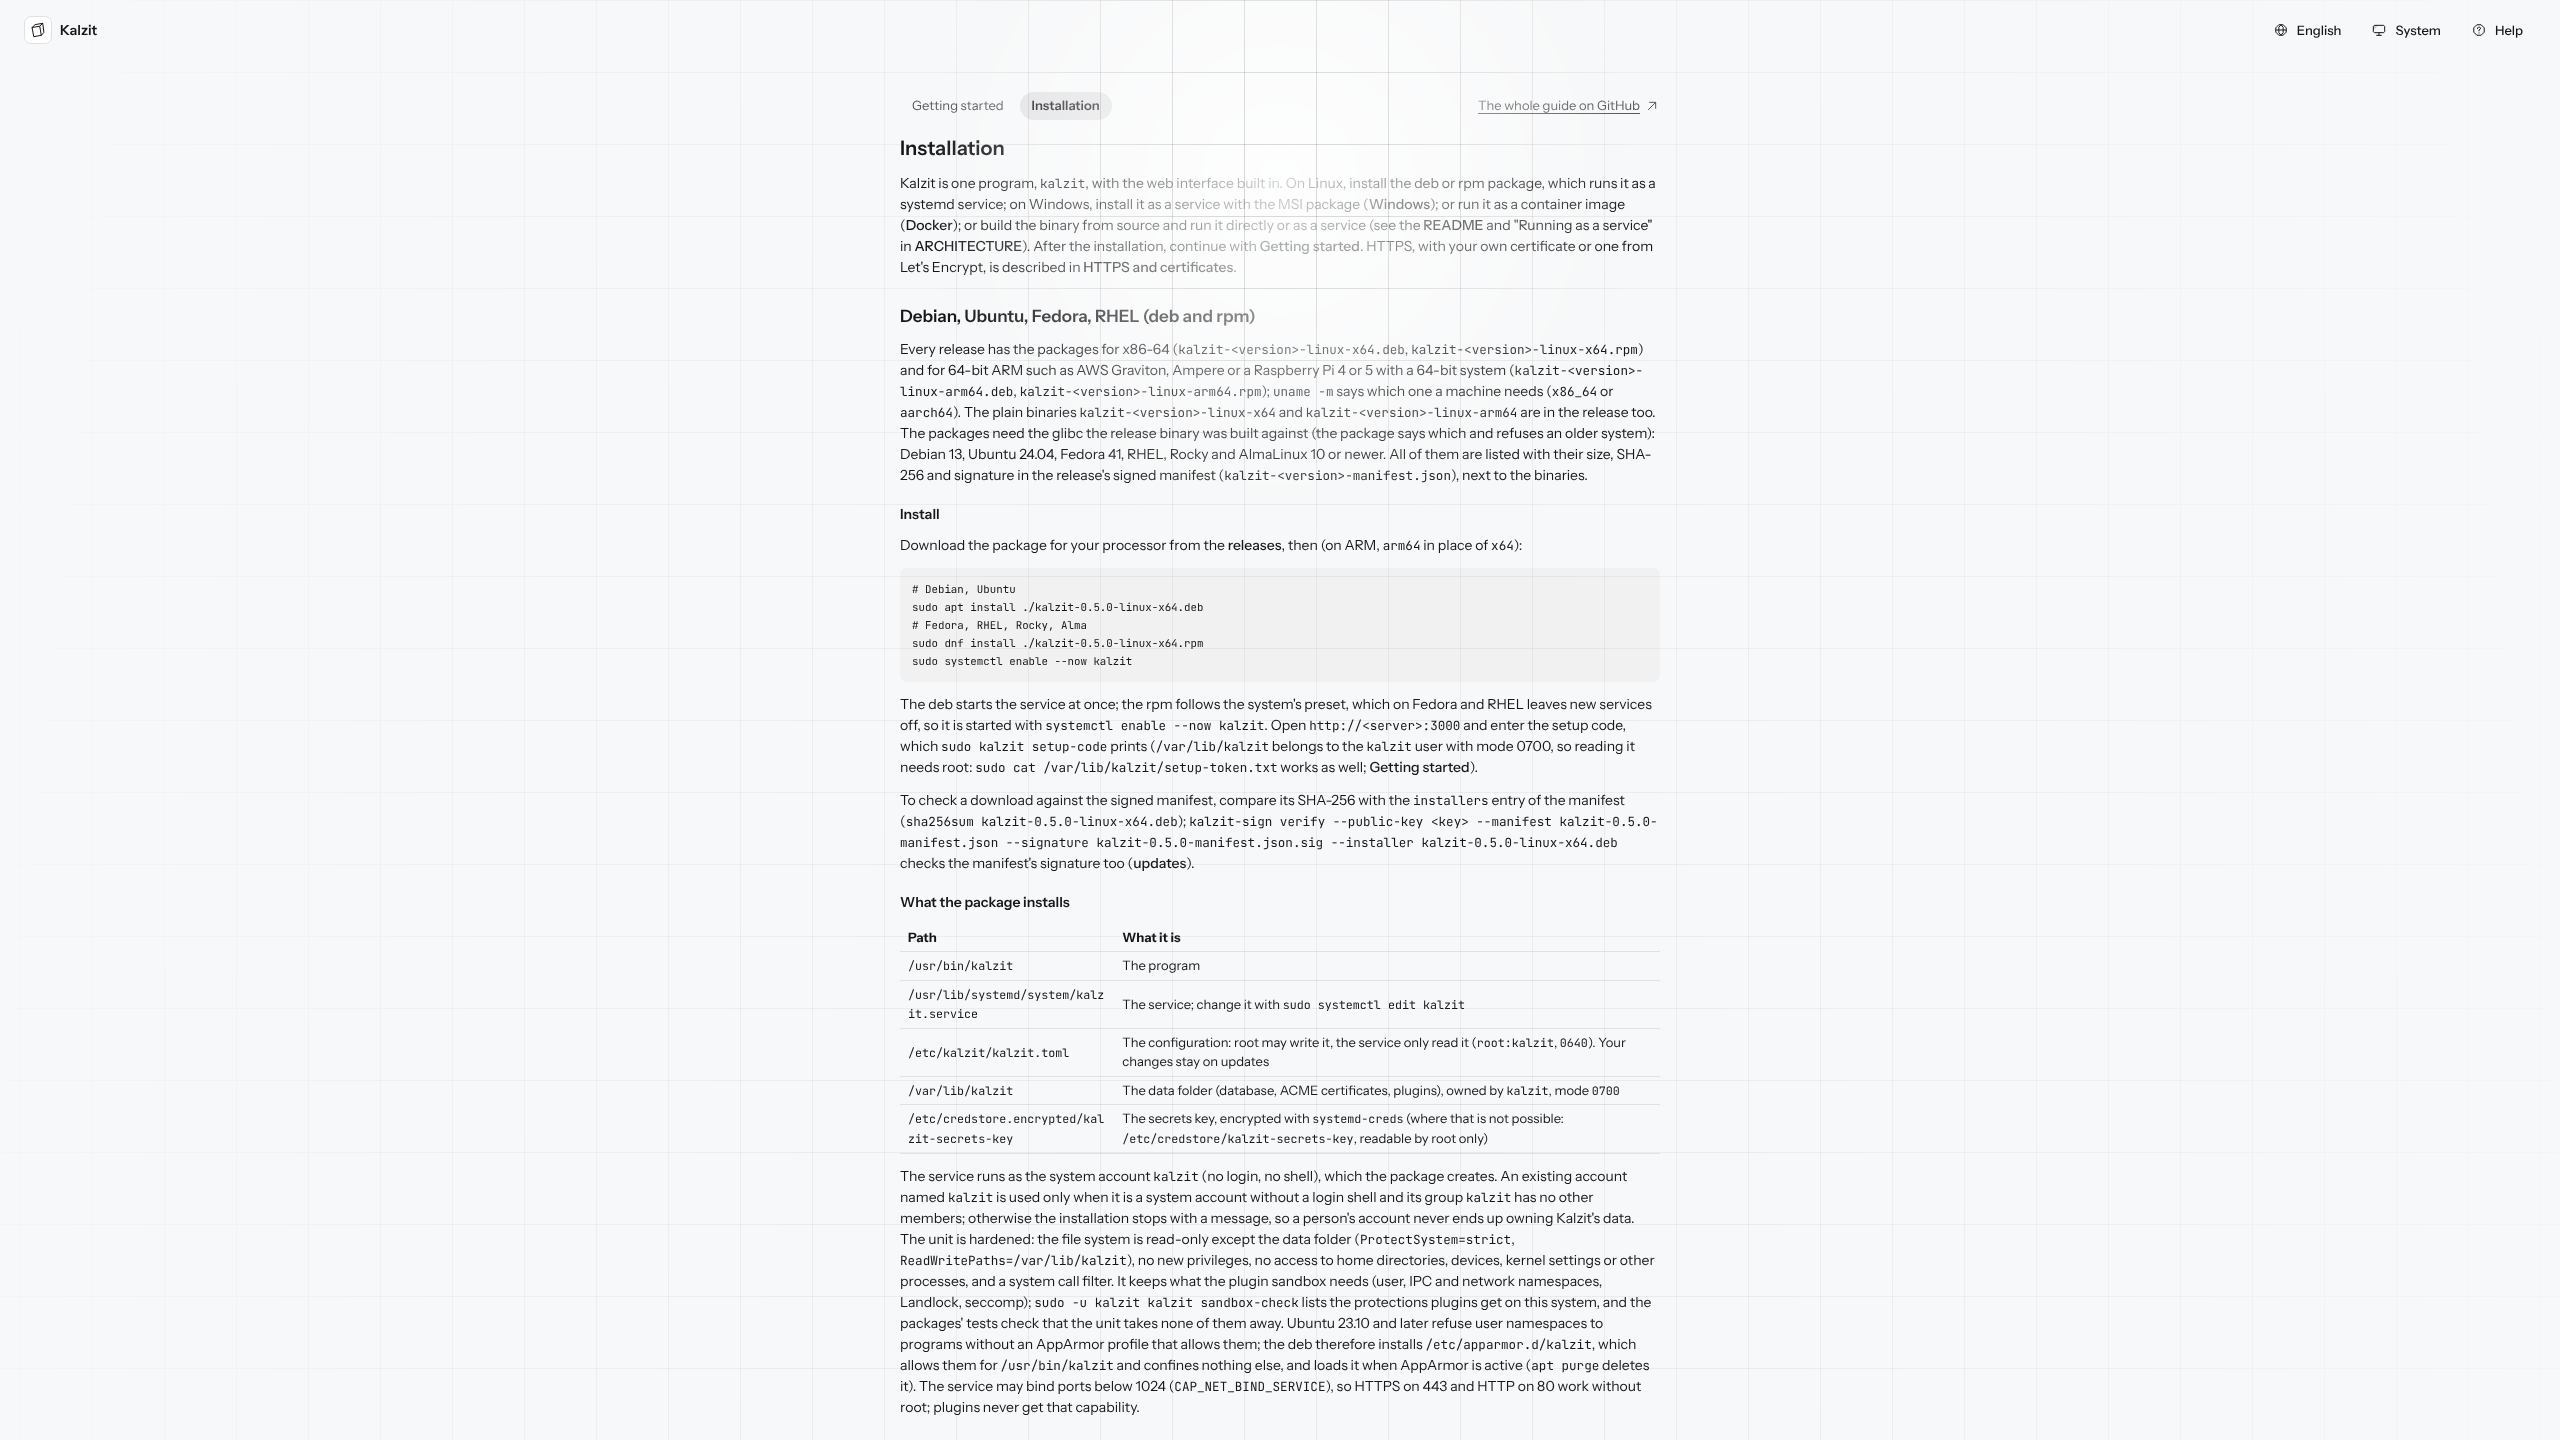 Kalzit
English
System
Help
Getting started
Installation
The whole guide on GitHub
Installation
Kalzit is one program, kalzit, with the web interface built in. On Linux, install the deb or rpm package, which runs it as a
systemd service; on Windows, install it as a service with the MSI package (Windows); or run it as a container image
(Docker); or build the binary from source and run it directly or as a service (see the README and "Running as a service"
in ARCHITECTURE). After the installation, continue with Getting started. HTTPS, with your own certificate or one from
Let's Encrypt, is described in HTTPS and certificates.
Debian, Ubuntu, Fedora, RHEL (deb and rpm)
Every release has the packages for x86-64 (kalzit-<version>-linux-x64.deb, kalzit-<version>-linux-x64.rpm)
and for 64-bit ARM such as AWS Graviton, Ampere or a Raspberry Pi 4 or 5 with a 64-bit system (kalzit-<version>-
linux-arm64.deb, kalzit-<version>-linux-arm64.rpm); uname -m says which one a machine needs (x86_64 or
aarch64). The plain binaries kalzit-<version>-linux-x64 and kalzit-<version>-linux-arm64 are in the release too.
The packages need the glibc the release binary was built against (the package says which and refuses an older system):
Debian 13, Ubuntu 24.04, Fedora 41, RHEL, Rocky and AlmaLinux 10 or newer. All of them are listed with their size, SHA-
256 and signature in the release's signed manifest (kalzit-<version>-manifest.json), next to the binaries.
Install
Download the package for your processor from the releases, then (on ARM, arm64 in place of x64):
# Debian, Ubuntu
sudo apt install ./kalzit-0.5.0-linux-x64.deb
# Fedora, RHEL, Rocky, Alma
sudo dnf install ./kalzit-0.5.0-linux-x64.rpm
sudo systemctl enable --now kalzit
The deb starts the service at once; the rpm follows the system's preset, which on Fedora and RHEL leaves new services
off, so it is started with systemctl enable --now kalzit. Open http://<server>:3000 and enter the setup code,
which sudo kalzit setup-code prints (/var/lib/kalzit belongs to the kalzit user with mode 0700, so reading it
needs root: sudo cat /var/lib/kalzit/setup-token.txt works as well; Getting started).
To check a download against the signed manifest, compare its SHA-256 with the installers entry of the manifest
(sha256sum kalzit-0.5.0-linux-x64.deb); kalzit-sign verify --public-key <key> --manifest kalzit-0.5.0-
manifest.json --signature kalzit-0.5.0-manifest.json.sig --installer kalzit-0.5.0-linux-x64.deb
checks the manifest's signature too (updates).
What the package installs
Path
What it is
/usr/bin/kalzit
The program
/usr/lib/systemd/system/kalz
it.service
The service; change it with sudo systemctl edit kalzit
/etc/kalzit/kalzit.toml
The configuration: root may write it, the service only read it (root:kalzit, 0640). Your
changes stay on updates
/var/lib/kalzit
The data folder (database, ACME certificates, plugins), owned by kalzit, mode 0700
/etc/credstore.encrypted/kal
zit-secrets-key
The secrets key, encrypted with systemd-creds (where that is not possible:
/etc/credstore/kalzit-secrets-key, readable by root only)
The service runs as the system account kalzit (no login, no shell), which the package creates. An existing account
named kalzit is used only when it is a system account without a login shell and its group kalzit has no other
members; otherwise the installation stops with a message, so a person's account never ends up owning Kalzit's data.
The unit is hardened: the file system is read-only except the data folder (ProtectSystem=strict,
ReadWritePaths=/var/lib/kalzit), no new privileges, no access to home directories, devices, kernel settings or other
processes, and a system call filter. It keeps what the plugin sandbox needs (user, IPC and network namespaces,
Landlock, seccomp); sudo -u kalzit kalzit sandbox-check lists the protections plugins get on this system, and the
packages' tests check that the unit takes none of them away. Ubuntu 23.10 and later refuse user namespaces to
programs without an AppArmor profile that allows them; the deb therefore installs /etc/apparmor.d/kalzit, which
allows them for /usr/bin/kalzit and confines nothing else, and loads it when AppArmor is active (apt purge deletes
it). The service may bind ports below 1024 (CAP_NET_BIND_SERVICE), so HTTPS on 443 and HTTP on 80 work without
root; plugins never get that capability.